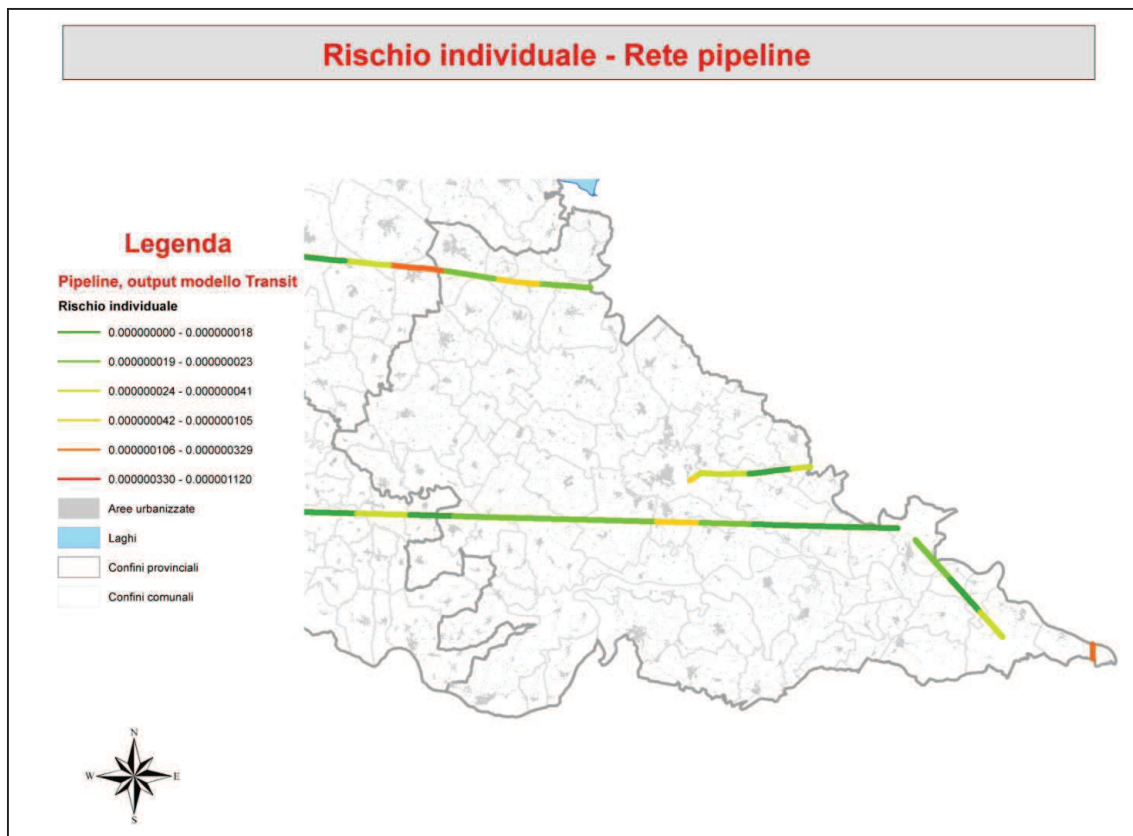 Rischio individuale - Rete pipeline
Legenda
Pipeline, output modello Transit
Rischio individuale
0.000000000 - 0.000000018
0.000000019 - 0.000000023
0.000000024 - 0.000000041
0.000000042 - 0.000000105
0.000000106 - 0.000000329
0.000000330 - 0.000001120
Aree urbanizzate
Laghi
Confini provinciali
Confini comunali
N
W E
S